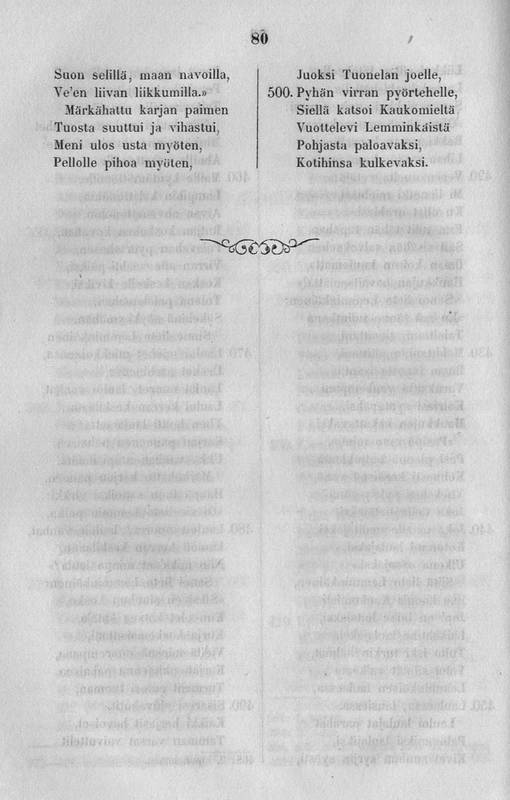 80
Suon selillä, maan navoilla,
Ve'en liivan liikkumilla.»
Märkähattu karjan paimen
Tuosta suuttui ja vihastui,
Meni ulos usta myöten,
Pellolle pihoa myöten,
Juoksi Tuonelan joelle,
500. Pyhän virran pyörtehelle,
Siellä katsoi Kaukomieltä
Vuottelevi Lemminkäistä
Pohjasta paloavaksi,
Kotihinsa kulkevaksi.